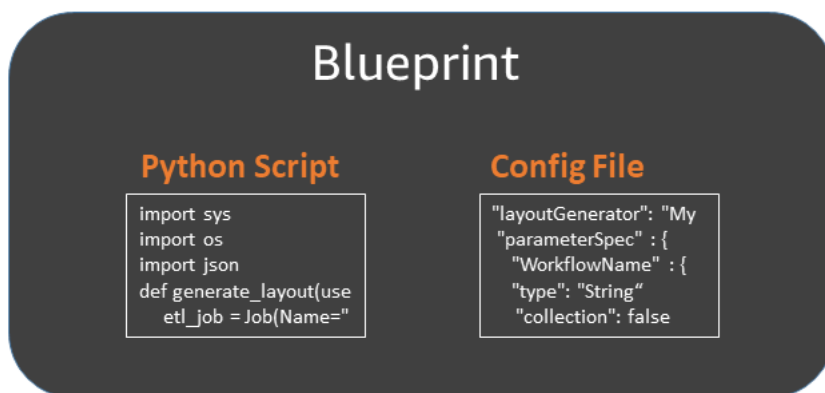 Blueprint
Python Script
import sys
import os
import json
def generate_layout(use
etl_job = Job(Name="
Config File
"layoutGenerator": "My
"parameterSpec" : {
"WorkflowName" : {
"type": "String“
"collection": false